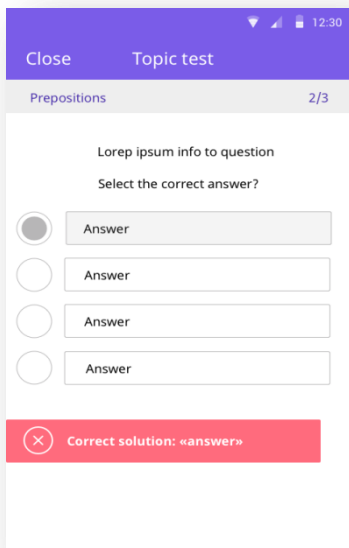 12:30
Close Topic test
Prepositions 2/3
Lorep ipsum info to question
Select the correct answer?
Answer
Answer
Answer
Answer
Correct solution: «answer»